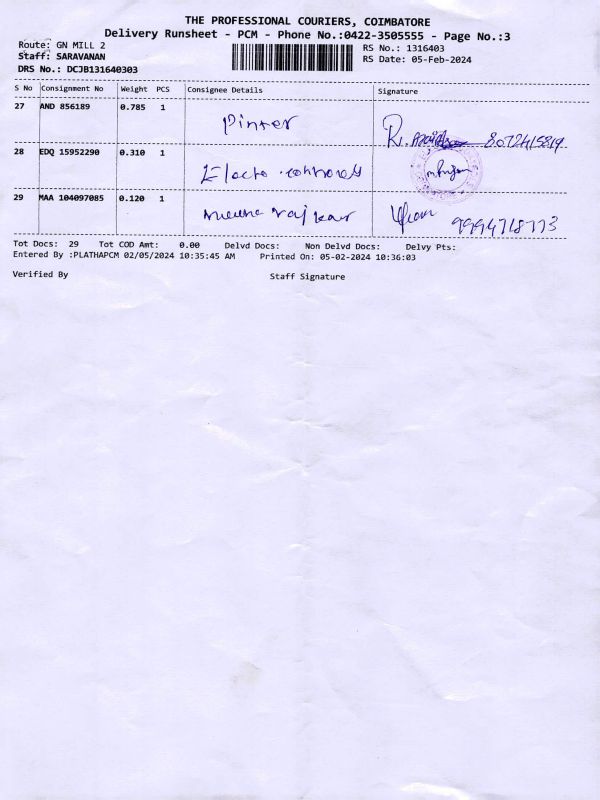 THE PROFESSIONAL COURIERS, COIMBATORE
Delivery Runsheet - PCM - Phone No.:0422-3505555 - Page No.:3
Route: GN MILL 2 RS No.: 1316403
Staff: SARAVANAN RS Date: 05-Feb-2024
DRS No.: DCJB131640303
S No Consignment No Weight PCS Consignee Details Signature
27 AND 856189 0.785 1 Pinter
28 EDQ 15952290 0.310 1
29 MAA 104097085 0.120 1 9994718773
Tot Docs: 29 Tot COD Amt: 0.00 Delvd Docs: Non Delvd Docs: Delvy Pts:
Entered By :PLATHAPCM 02/05/2024 10:35:45 AM Printed On: 05-02-2024 10:36:03
Verified By Staff Signature